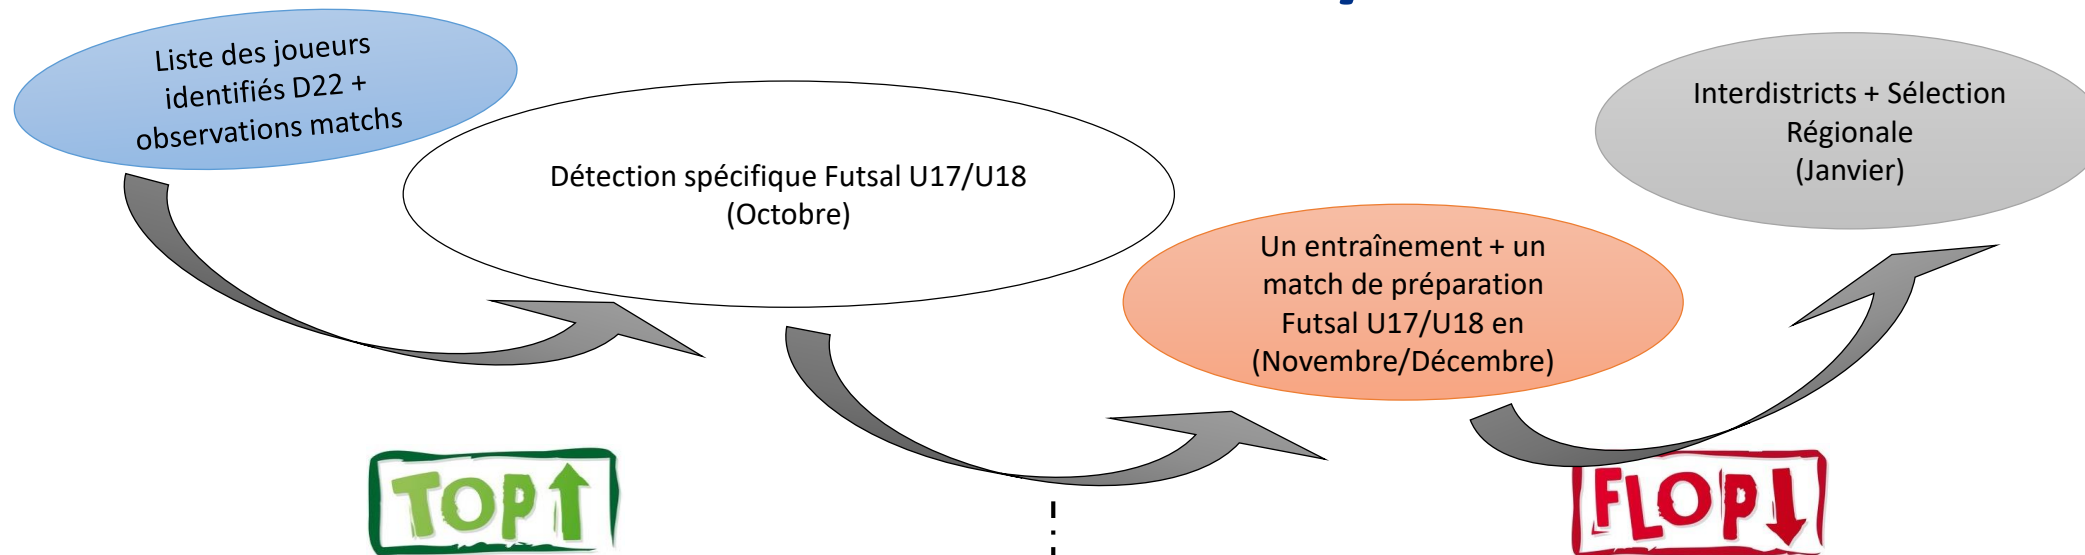 Liste des joueurs
identifiés D22 +
observations matchs
Détection spécifique Futsal U17/U18
(Octobre)
Un entraînement + un
match de préparation
Futsal U17/U18 en
(Novembre/Décembre)
Interdistricts + Sélection
Régionale
(Janvier)
TOP
FLOP